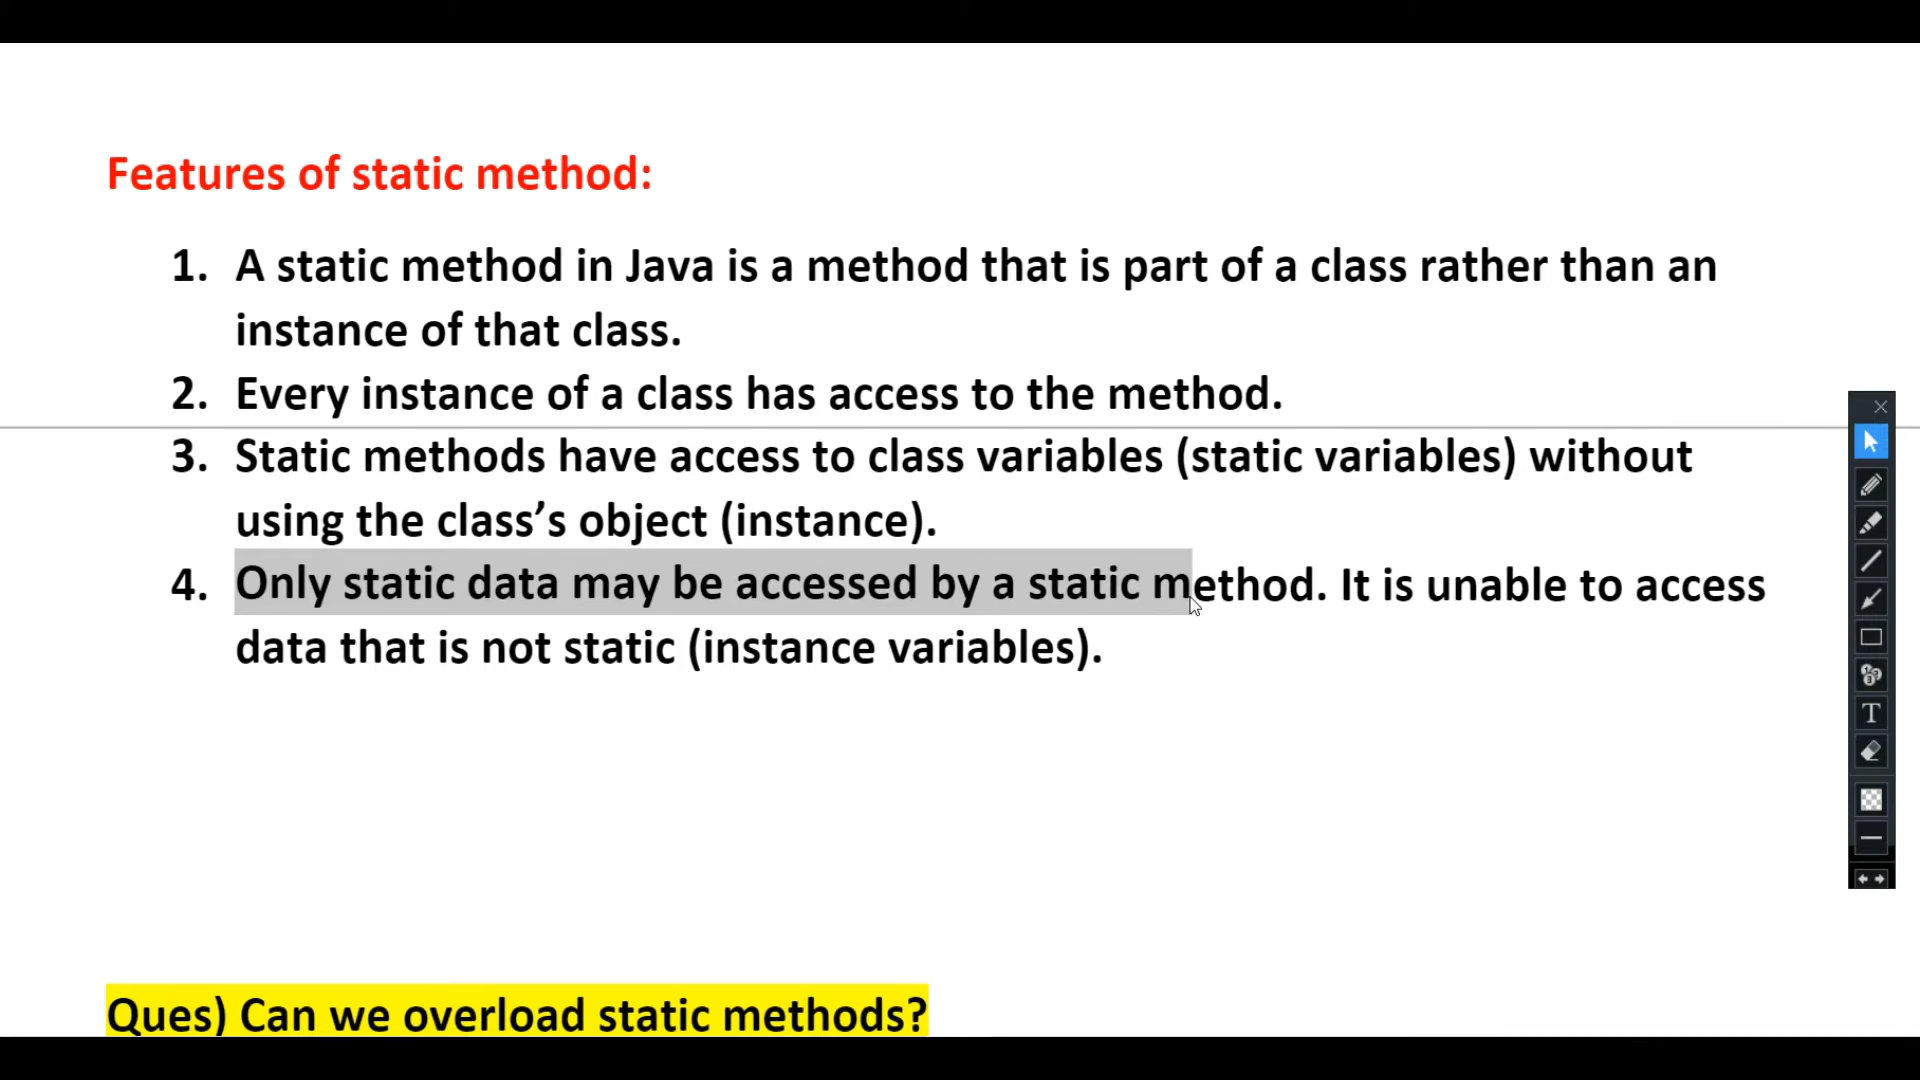 Features of static method:
1. A static method in Java is a method that is part of a class rather than an
instance of that class.
2. Every instance of a class has access to the method.
3. Static methods have access to class variables (static variables) without
using the class’s object (instance).
4. Only static data may be accessed by a static method. It is unable to access
data that is not static (instance variables).
T
Ques) Can we overload static methods?